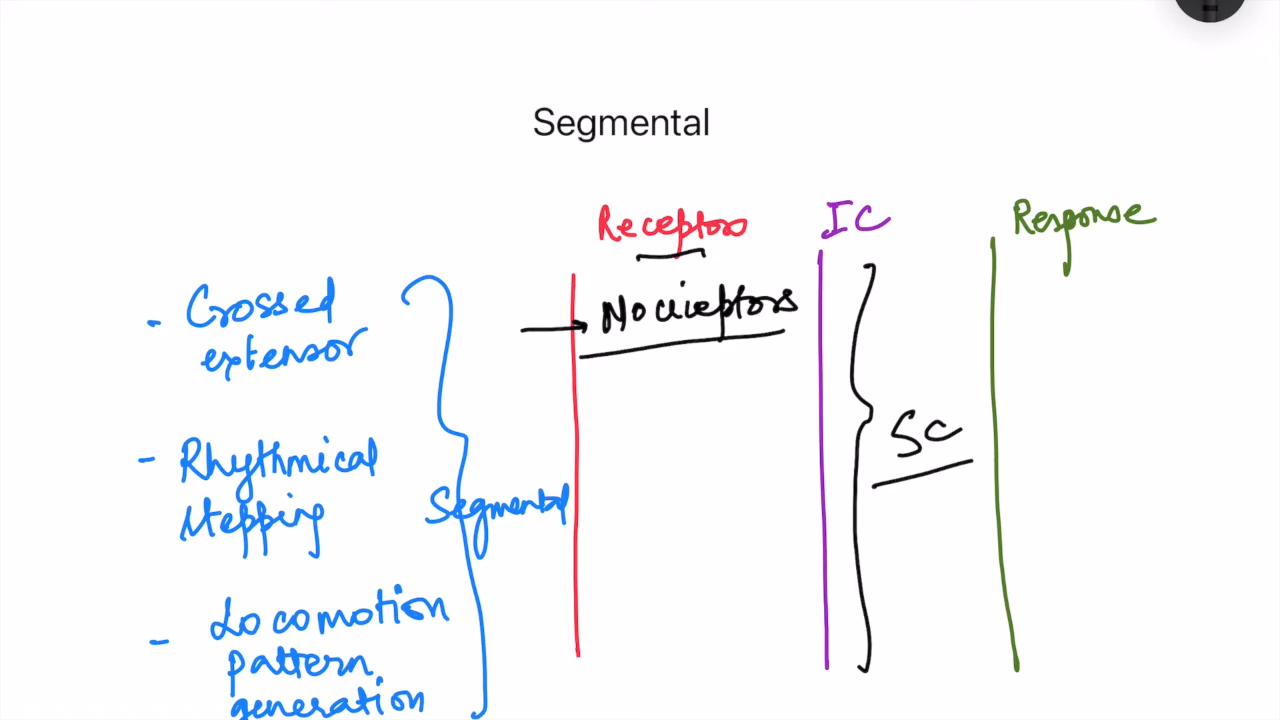 Segmental
Receptors
IC
Response
- Crossed
extensor
Nociceptors
SC
- Rhythmical
stepping
Segmental
- Locomotion
pattern
generation